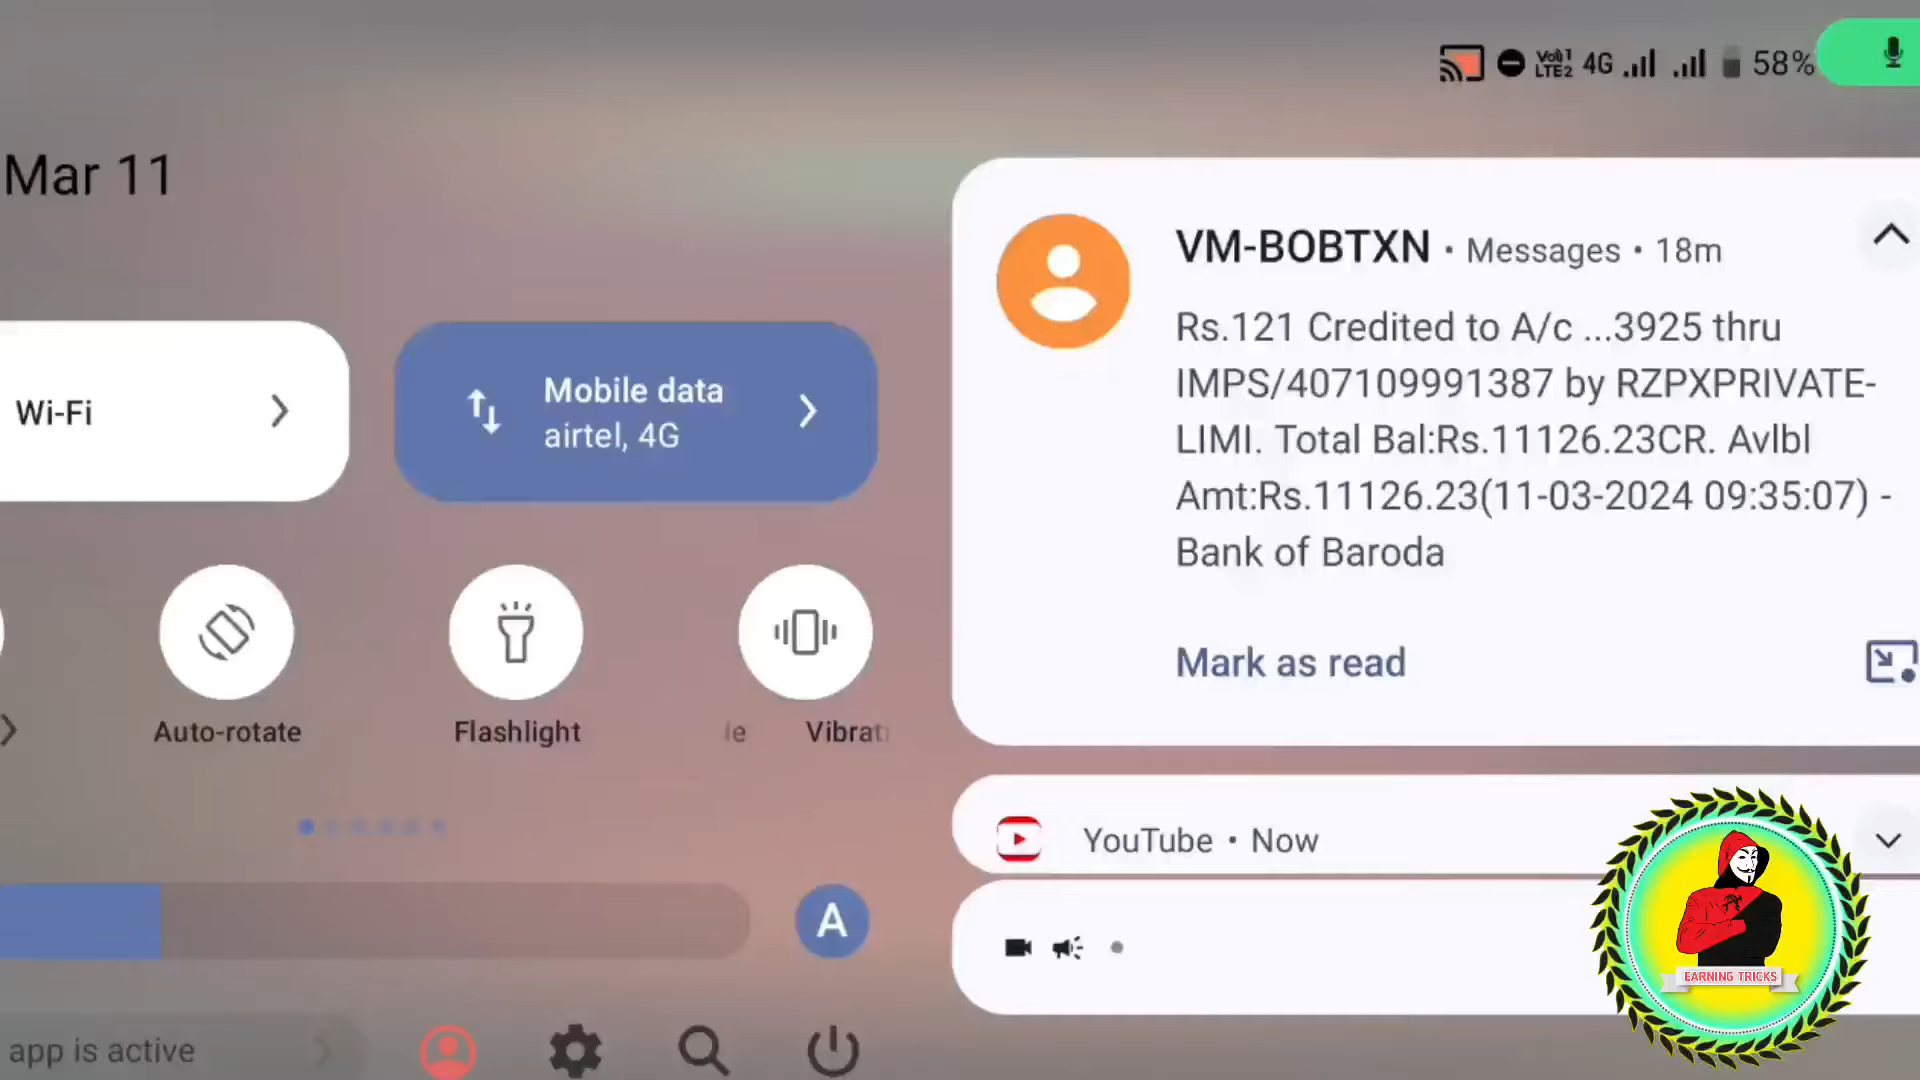 VoLTE1 LTE2 4G 58%
Mar 11
Wi-Fi
Mobile data
airtel, 4G
Auto-rotate
Flashlight
le Vibrat
A
app is active
VM-BOBTXN • Messages • 18m
Rs.121 Credited to A/c ...3925 thru
IMPS/407109991387 by RZPXPRIVATE-
LIMI. Total Bal:Rs.11126.23CR. Avlbl
Amt:Rs.11126.23(11-03-2024 09:35:07) -
Bank of Baroda
Mark as read
YouTube • Now
EARNING TRICKS